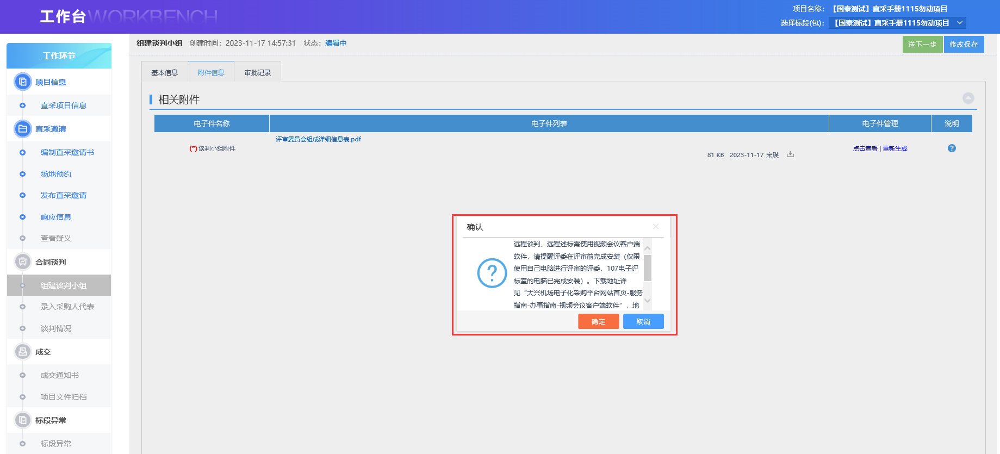 工作台WORKBENCH
项目名称：【国泰测试】直采手册1115勿动项目
选择标段(包)：【国泰测试】直采手册1115勿动项目
工作环节
项目信息
直采项目信息
直采邀请
编制直采邀请书
场地预约
发布直采邀请
响应信息
查看疑义
合同谈判
组建谈判小组
录入采购人代表
谈判情况
成交
成交通知书
项目文件归档
标段异常
标段异常
组建谈判小组 创建时间：2023-11-17 14:57:31 状态：编辑中
送下一步 修改保存
基本信息 附件信息 审批记录
相关附件
电子件名称 电子件列表 电子件管理 说明
评审委员会组成详细信息表.pdf
(*) 谈判小组附件 点击查看 | 重新生成 ?
81 KB 2023-11-17 宋瑛
确认 ×
远程谈判、远程述标需使用视频会议客户端
软件，请提醒评委在评审前完成安装（仅限
使用自己电脑进行评审的评委，107电子评
标室的电脑已完成安装）。下载地址详
见“大兴机场电子化采购平台网站首页-服务
指南-办事指南-视频会议客户端软件”，地
确定 取消